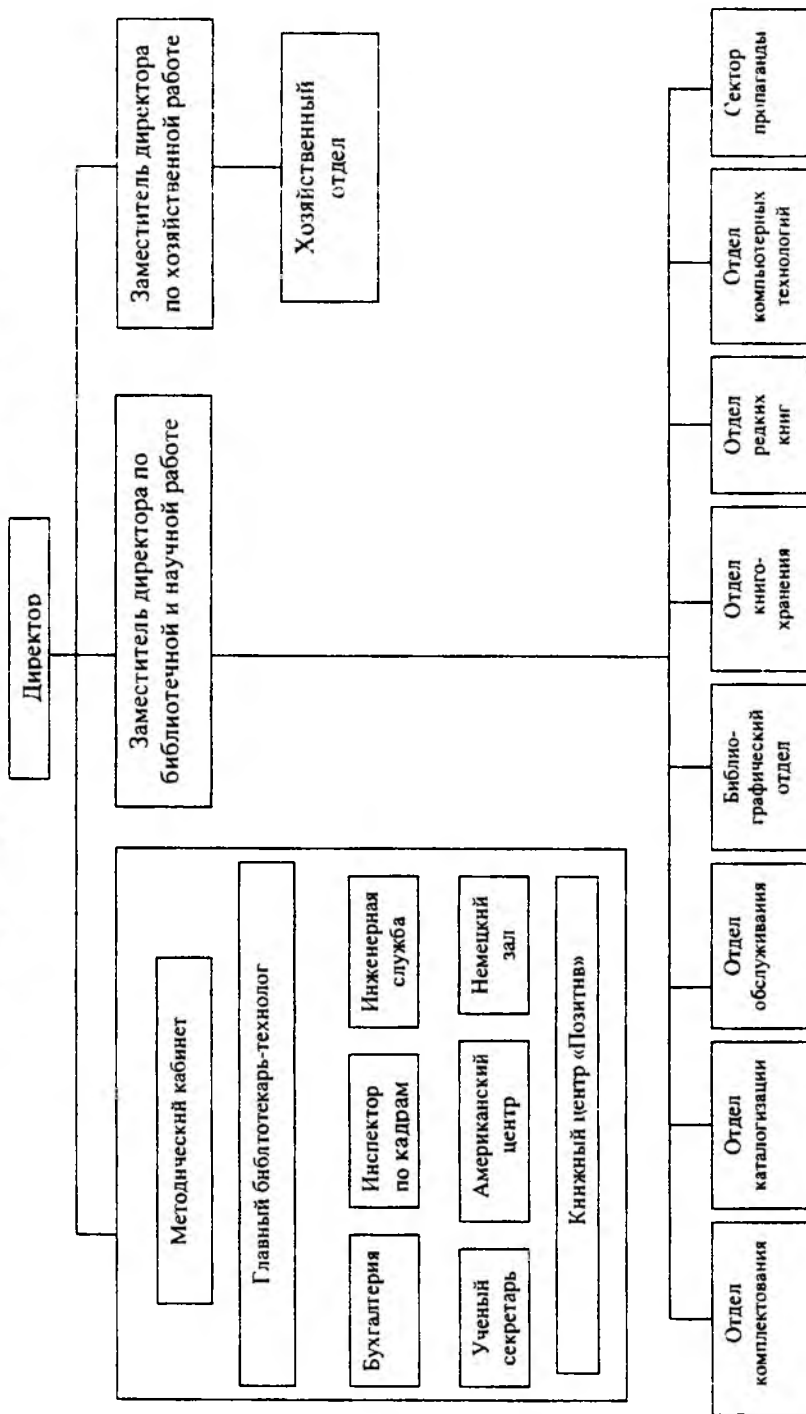 Директор
Заместитель директора по
библиотечной и научной работе
Заместитель директора
по хозяйственной работе
Хозяйственный
отдел
Методический кабинет
Главный библтотекарь-технолог
Бухгалтерия
Инспектор
по кадрам
Инженерная
служба
Ученый
секретарь
Американский
центр
Немецкий
зал
Книжный центр «Позитив»
Отдел
комплектования
Отдел
каталогизации
Отдел
обслуживания
Библио-
графический
отдел
Отдел
книго-
хранения
Отдел
редких
книг
Отдел
компьютерных
технологий
Сектор
пропаганды